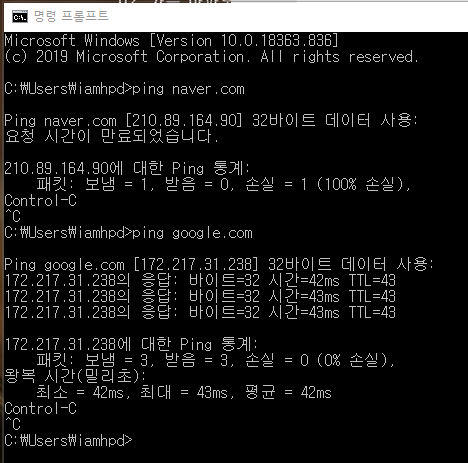 명령 프롬프트
Microsoft Windows [Version 10.0.18363.836]
(c) 2019 Microsoft Corporation. All rights reserved.
C:₩Users₩iamhpd>ping naver.com
Ping naver.com [210.89.164.90] 32바이트 데이터 사용:
요청 시간이 만료되었습니다.
210.89.164.90에 대한 Ping 통계:
패킷: 보냄 = 1, 받음 = 0, 손실 = 1 (100% 손실),
Control-C
^C
C:₩Users₩iamhpd>ping google.com
Ping google.com [172.217.31.238] 32바이트 데이터 사용:
172.217.31.238의 응답: 바이트=32 시간=42ms TTL=43
172.217.31.238의 응답: 바이트=32 시간=43ms TTL=43
172.217.31.238의 응답: 바이트=32 시간=43ms TTL=43
172.217.31.238에 대한 Ping 통계:
패킷: 보냄 = 3, 받음 = 3, 손실 = 0 (0% 손실),
왕복 시간(밀리초):
최소 = 42ms, 최대 = 43ms, 평균 = 42ms
Control-C
^C
C:₩Users₩iamhpd>